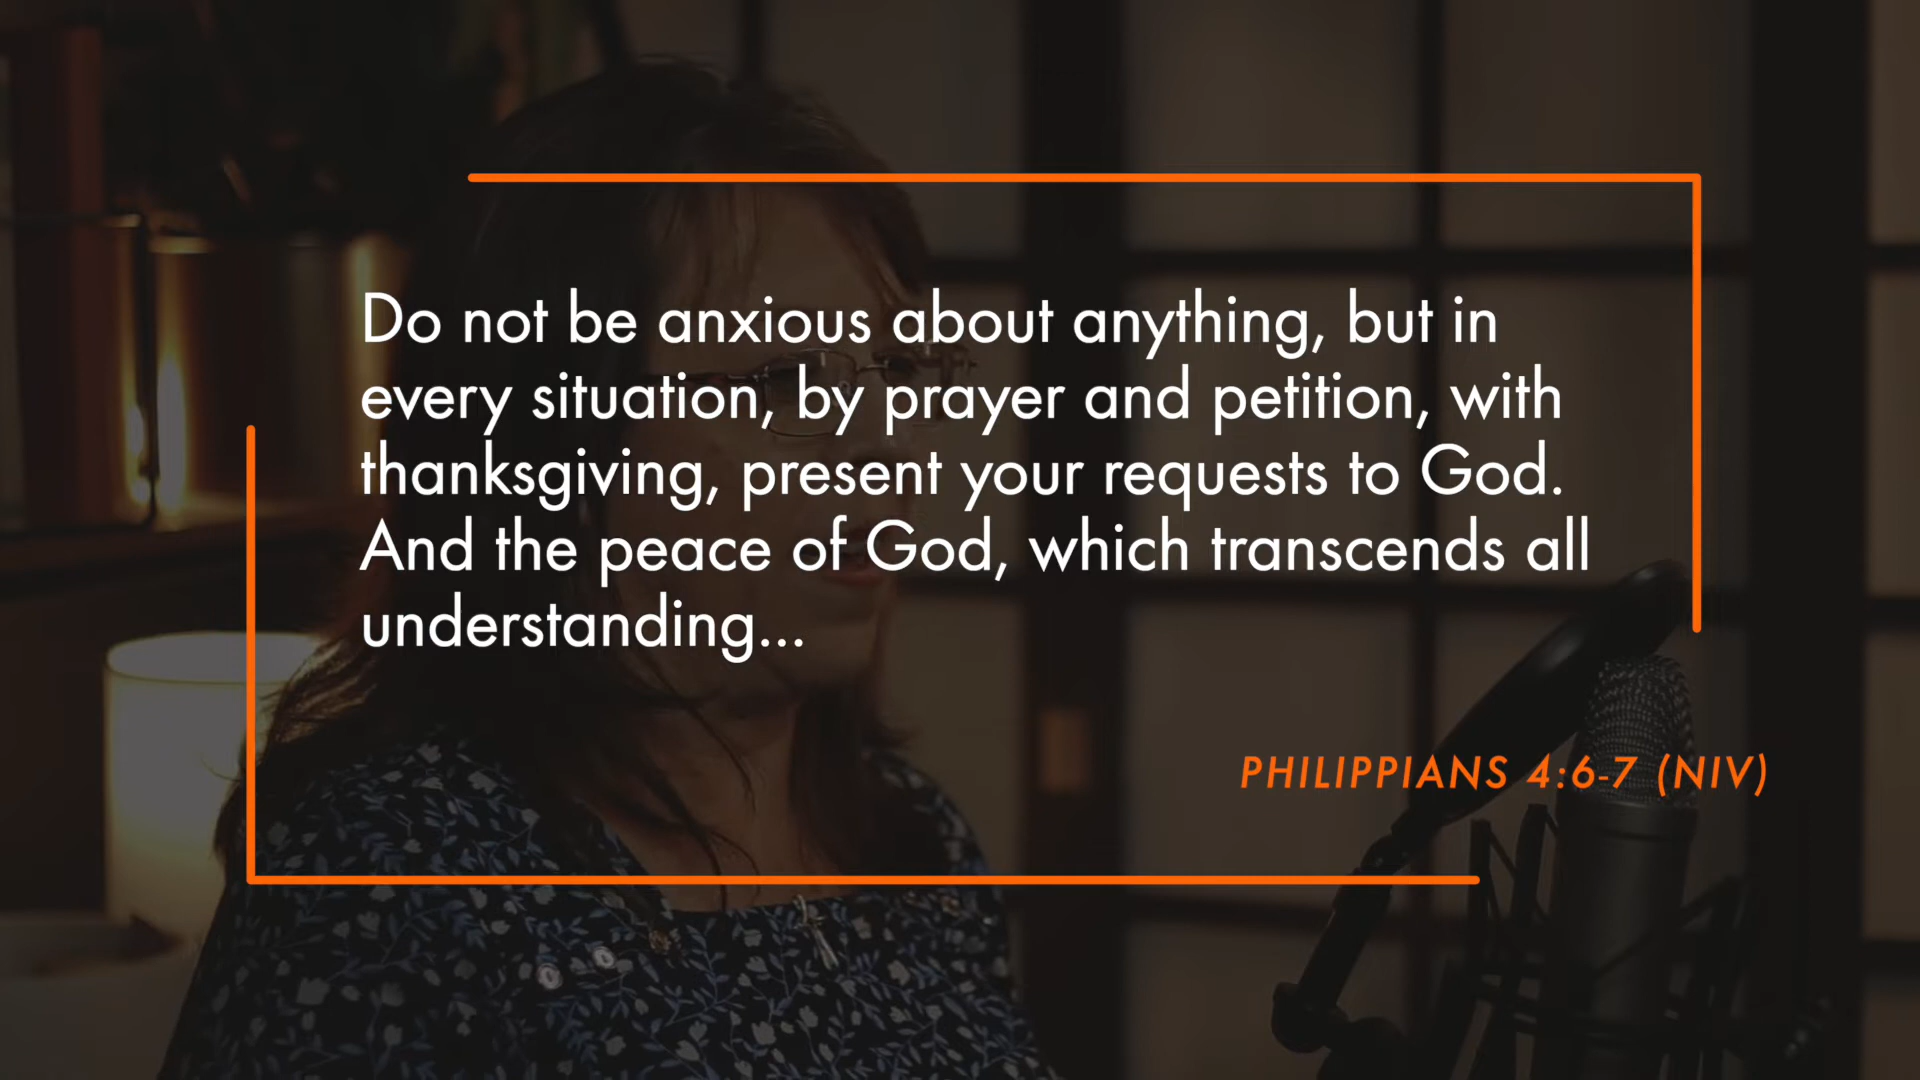 Do not be anxious about anything, but in
every situation, by prayer and petition, with
thanksgiving, present your requests to God.
And the peace of God, which transcends all
understanding...
PHILIPPIANS 4:6-7 (NIV)